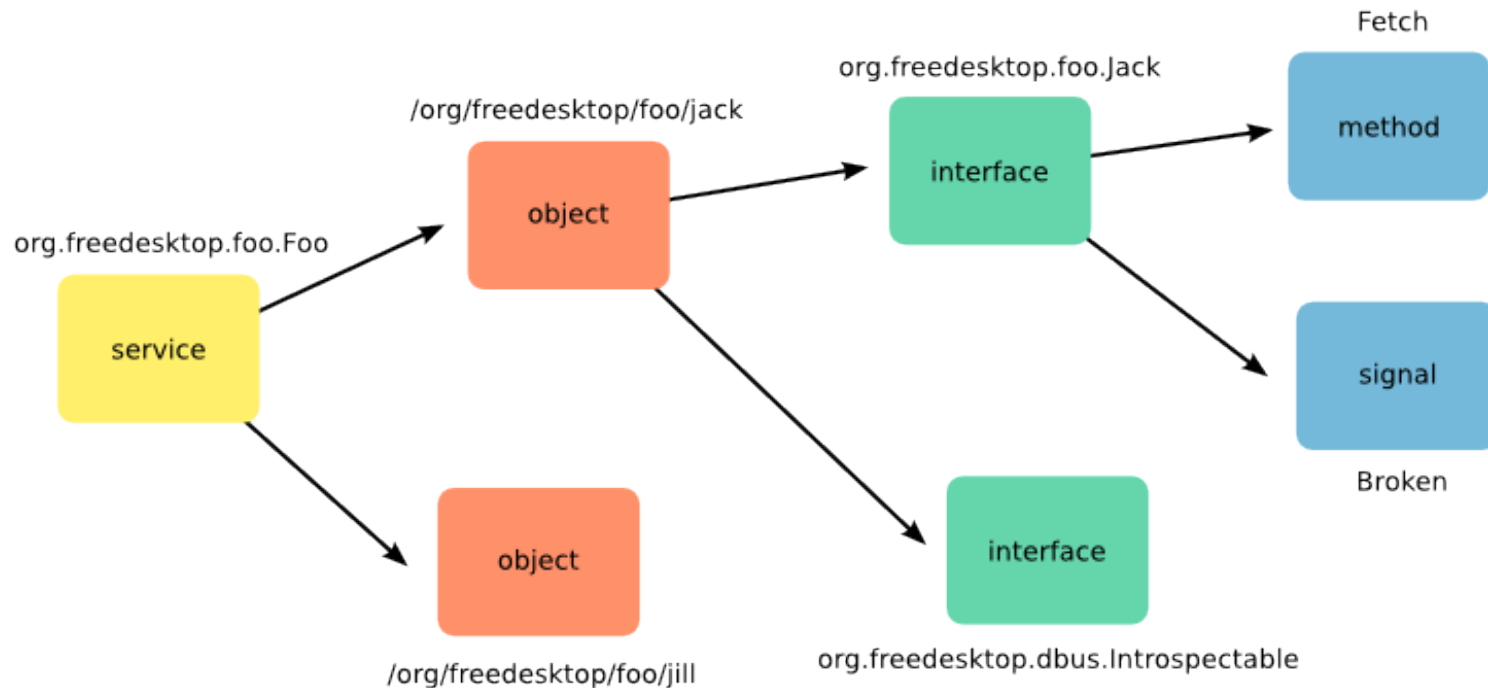 Fetch
org.freedesktop.foo.Jack
method
/org/freedesktop/foo/jack
interface
object
org.freedesktop.foo.Foo
service
signal
Broken
interface
object
org.freedesktop.dbus.Introspectable
/org/freedesktop/foo/jill